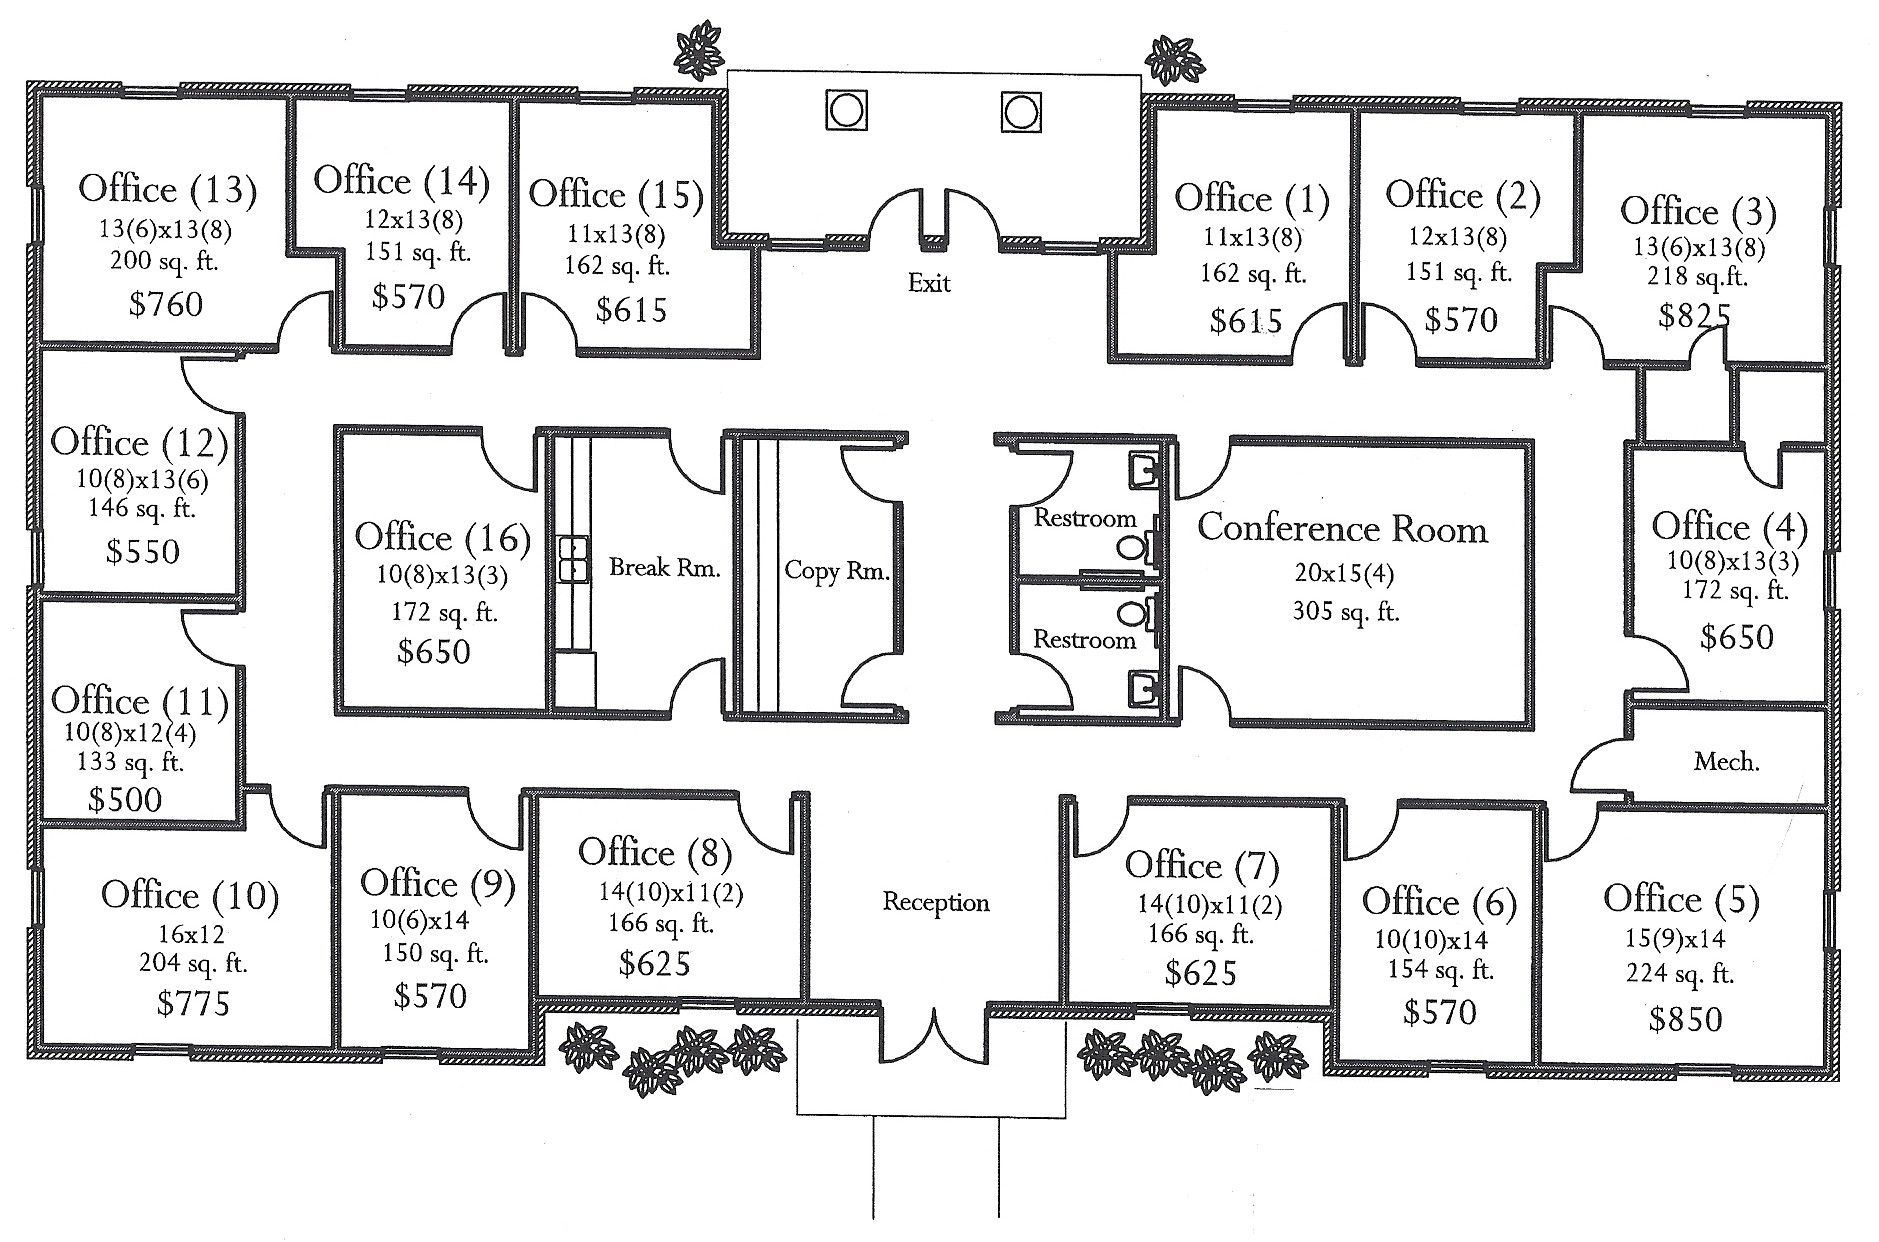 Office (13)
13(6)x13(8)
200 sq. ft.
$760
Office (14)
12x13(8)
151 sq. ft.
$570
Office (15)
11x13(8)
162 sq. ft.
$615
Exit
Office (1)
11x13(8)
162 sq. ft.
$615
Office (2)
12x13(8)
151 sq. ft.
$570
Office (3)
13(6)x13(8)
218 sq.ft.
$825
Office (12)
10(8)x13(6)
146 sq. ft.
$550
Office (16)
10(8)x13(3)
172 sq. ft.
$650
Break Rm.
Copy Rm.
Restroom
Restroom
Conference Room
20x15(4)
305 sq. ft.
Office (4)
10(8)x13(3)
172 sq. ft.
$650
Office (11)
10(8)x12(4)
133 sq. ft.
$500
Mech.
Office (10)
16x12
204 sq. ft.
$775
Office (9)
10(6)x14
150 sq. ft.
$570
Office (8)
14(10)x11(2)
166 sq. ft.
$625
Reception
Office (7)
14(10)x11(2)
166 sq. ft.
$625
Office (6)
10(10)x14
154 sq. ft.
$570
Office (5)
15(9)x14
224 sq. ft.
$850